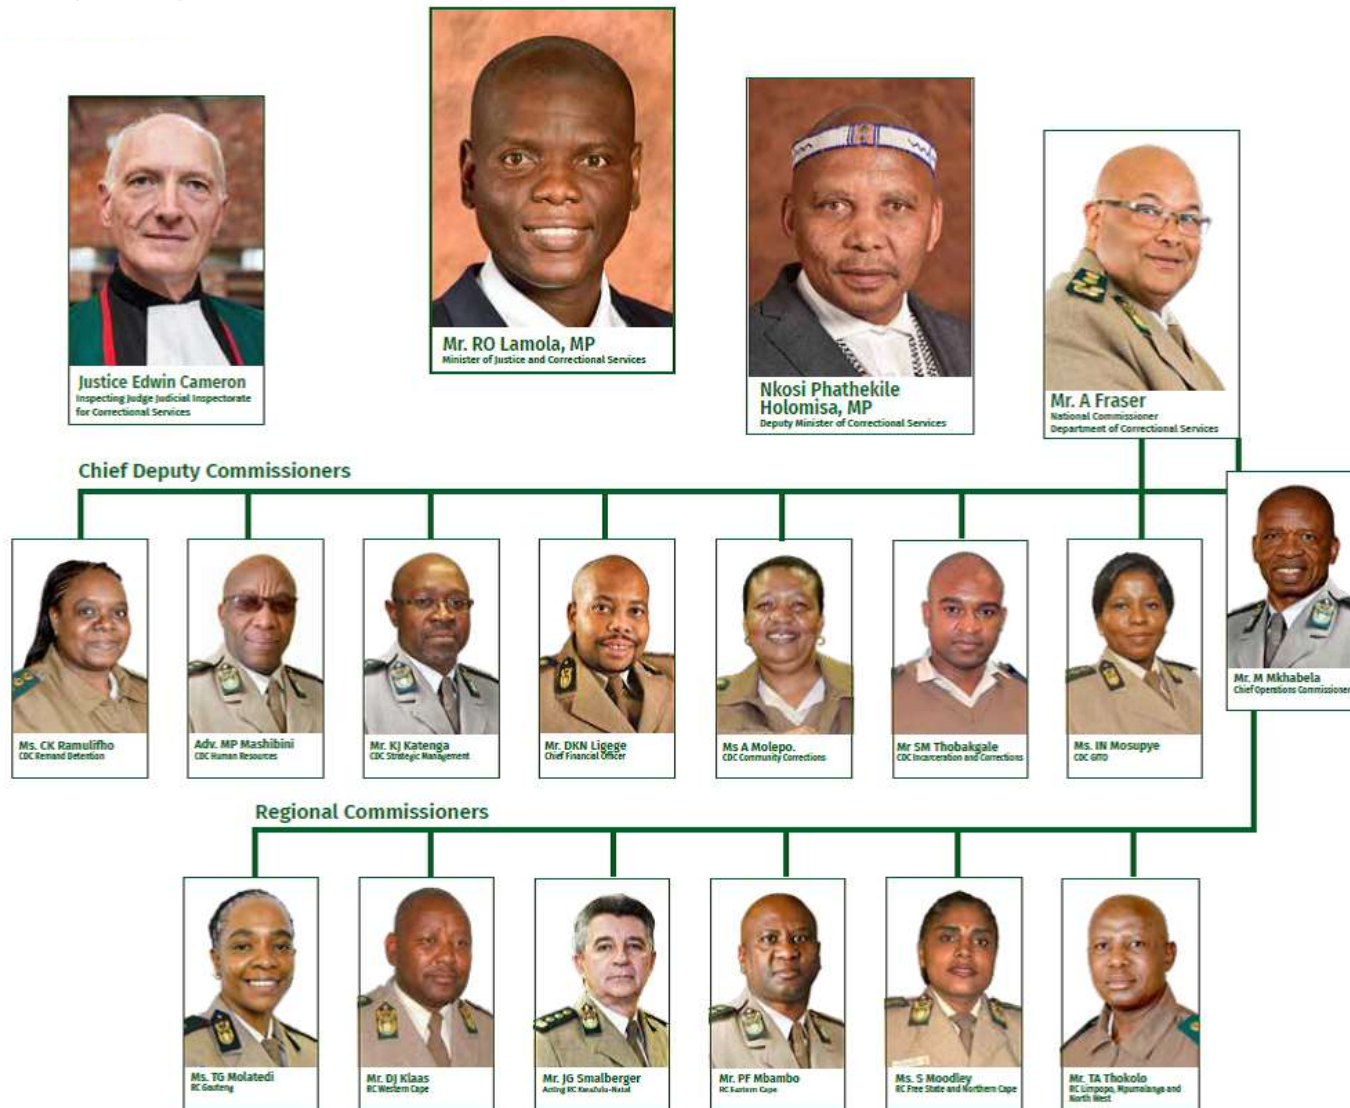 Justice Edwin Cameron
Inspecting Judge Judicial Inspectorate
for Correctional Services
Mr. RO Lamola, MP
Minister of Justice and Correctional Services
Nkosi Phathekile
Holomisa, MP
Deputy Minister of Correctional Services
Mr. A Fraser
National Commissioner
Department of Correctional Services
Chief Deputy Commissioners
Mr. M Mkhabela
Chief Operations Commissioner
Ms. CK Ramulifho
CDC Remand Detention
Adv. MP Mashibini
CDC Human Resources
Mr. KJ Katenga
CDC Strategic Management
Mr. DKN Ligege
Chief Financial Officer
Ms A Molepo.
CDC Community Corrections
Mr SM Thobakgale
CDC Incarceration and Corrections
Ms. IN Mosupye
CDC GITO
Regional Commissioners
Ms. TG Molatedi
RC Gauteng
Mr. DJ Klaas
RC Western Cape
Mr. JG Smalberger
Acting RC KwaZulu-Natal
Mr. PF Mbambo
RC Eastern Cape
Ms. S Moodley
RC Free State and Northern Cape
Mr. TA Thokolo
RC Limpopo, Mpumalanga and
North West